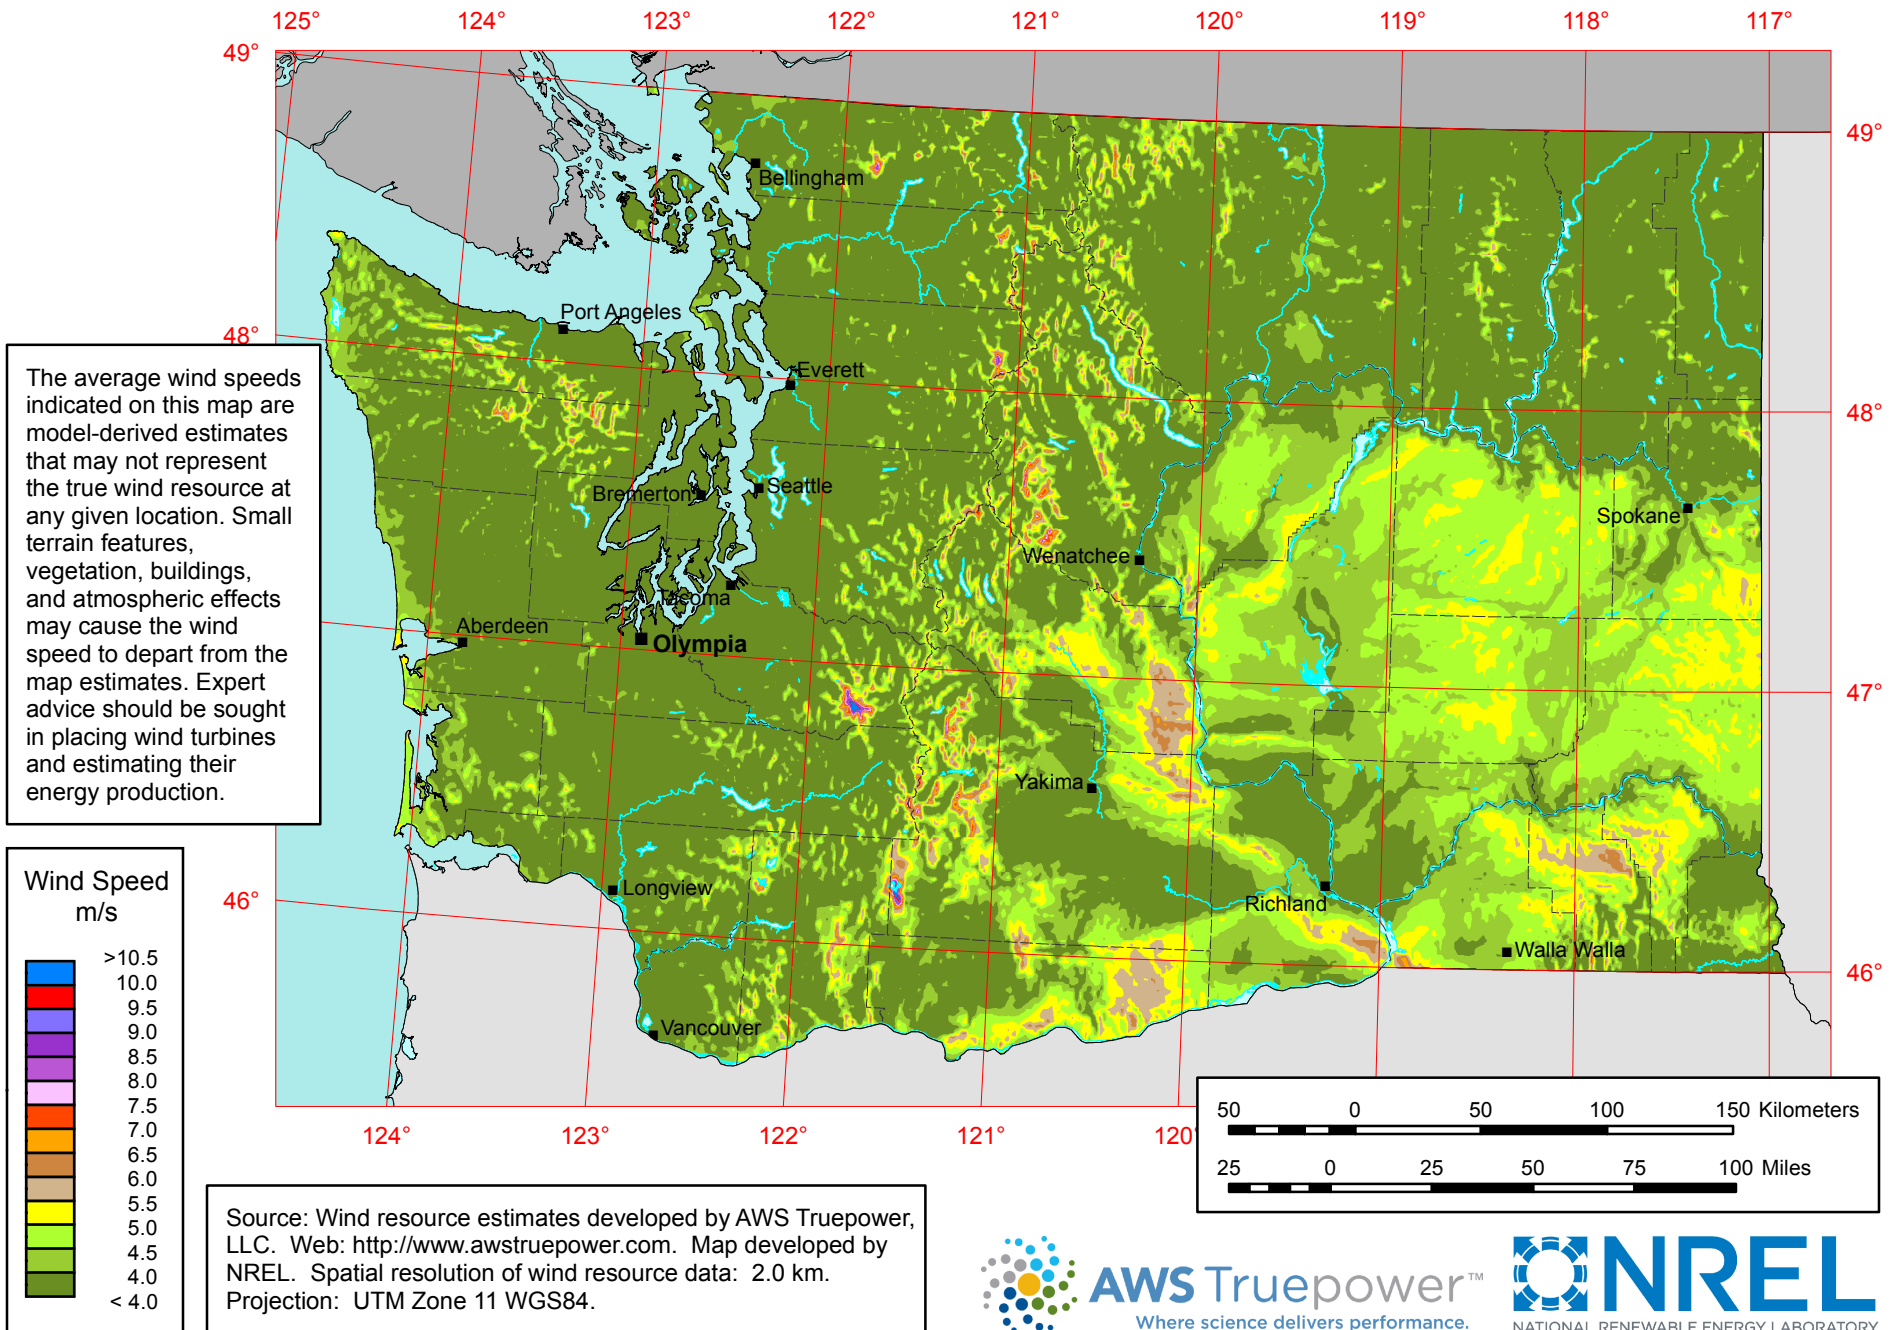 125°
124°
123°
122°
121°
120°
119°
118°
117°
49°
49°
Bellingham
Port Angeles
48°
Everett
48°
The average wind speeds
indicated on this map are
model-derived estimates
that may not represent
the true wind resource at
any given location. Small
terrain features,
vegetation, buildings,
and atmospheric effects
may cause the wind
speed to depart from the
map estimates. Expert
advice should be sought
in placing wind turbines
and estimating their
energy production.
Bremerton
Seattle
Spokane
Wenatchee
Tacoma
Aberdeen
Olympia
47°
Yakima
Longview
Richland
46°
Walla Walla
46°
Vancouver
Wind Speed
m/s
>10.5
10.0
9.5
9.0
8.5
8.0
7.5
7.0
6.5
6.0
5.5
5.0
4.5
4.0
< 4.0
124°
123°
122°
121°
120°
50 0 50 100 150 Kilometers
25 0 25 50 75 100 Miles
Source: Wind resource estimates developed by AWS Truepower,
LLC. Web: http://www.awstruepower.com. Map developed by
NREL. Spatial resolution of wind resource data: 2.0 km.
Projection: UTM Zone 11 WGS84.
AWS Truepower™
Where science delivers performance.
NREL
NATIONAL RENEWABLE ENERGY LABORATORY